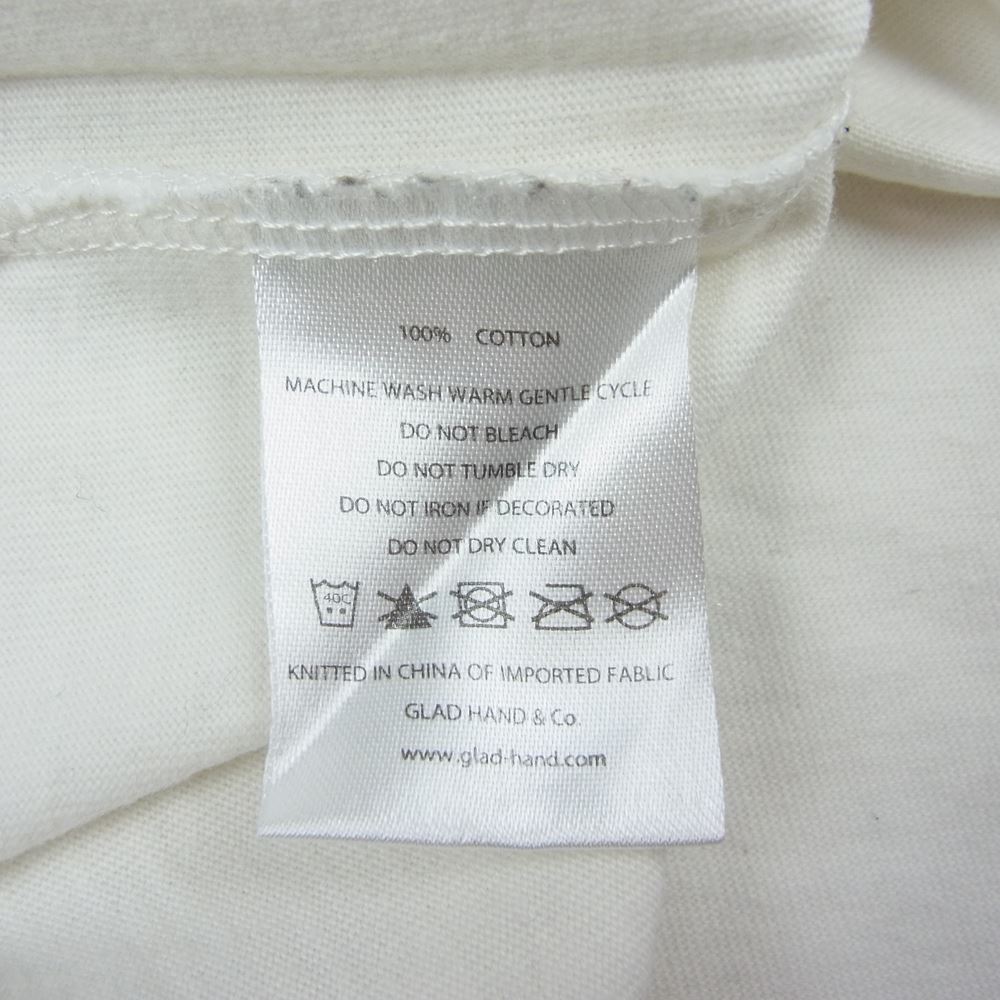 100% COTTON
MACHINE WASH WARM GENTLE CYCLE
DO NOT BLEACH
DO NOT TUMBLE DRY
DO NOT IRON IF DECORATED
DO NOT DRY CLEAN
40C
KNITTED IN CHINA OF IMPORTED FABLIC
GLAD HAND & Co.
www.glad-hand.com